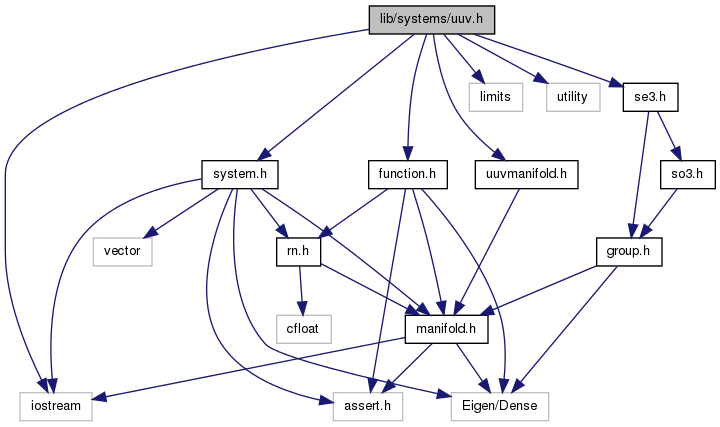 lib/systems/uuv.h
limits
utility
se3.h
system.h
function.h
uuvmanifold.h
so3.h
vector
rn.h
group.h
cfloat
manifold.h
iostream
assert.h
Eigen/Dense